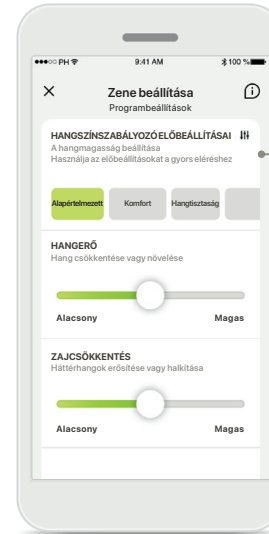 PH 9:41 AM 100 %
Zene beállítása
Programbeállítások
HANGSZÍNSZABÁLYOZÓ ELŐBEÁLLÍTÁSAI
A hangmagasság beállítása
Használja az előbeállításokat a gyors eléréshez
Alapértelmezett Komfort Hangtisztaság
HANGERŐ
Hang csökkentése vagy növelése
Alacsony Magas
ZAJCSÖKKENTÉS
Háttérhangok erősítése vagy halkítása
Alacsony Magas